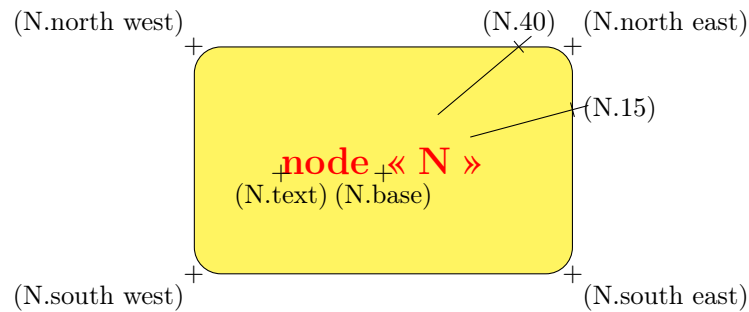 (N.north west)
(N.40)
(N.north east)
(N.15)
node « N »
(N.text)
(N.base)
(N.south west)
(N.south east)